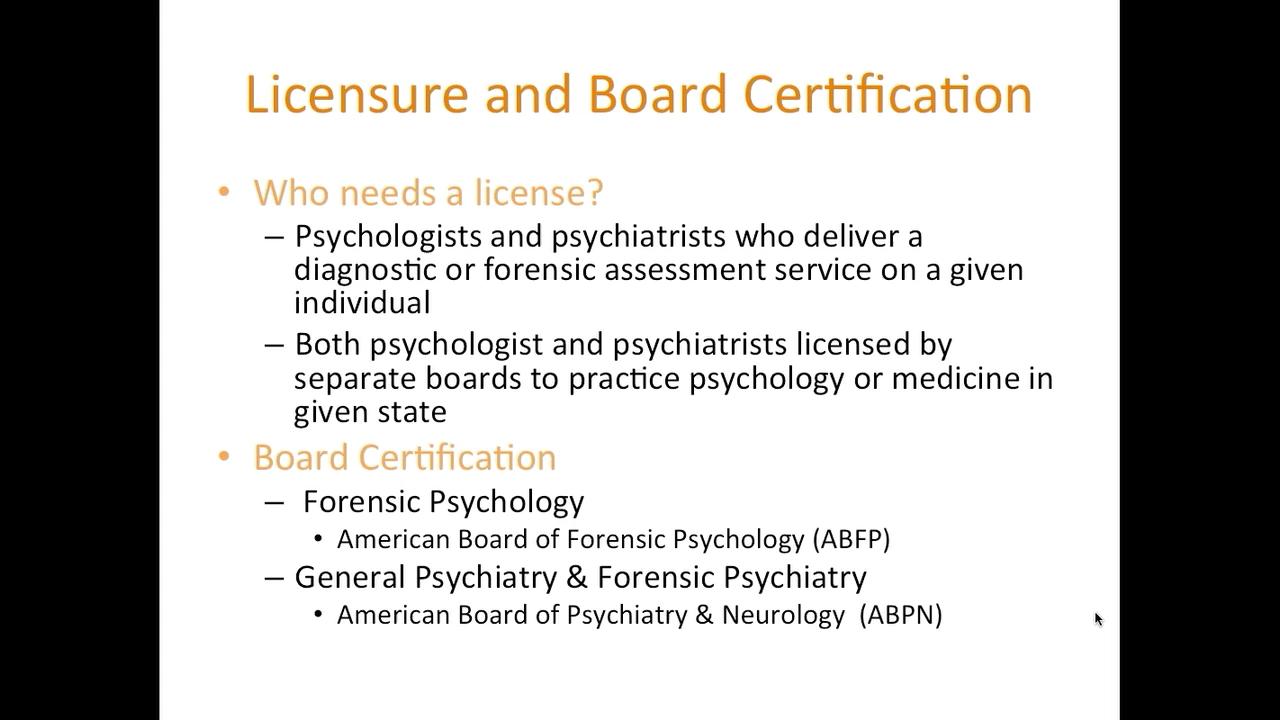 Licensure and Board Certification
• Who needs a license?
– Psychologists and psychiatrists who deliver a
diagnostic or forensic assessment service on a given
individual
– Both psychologist and psychiatrists licensed by
separate boards to practice psychology or medicine in
given state
• Board Certification
– Forensic Psychology
• American Board of Forensic Psychology (ABFP)
– General Psychiatry & Forensic Psychiatry
• American Board of Psychiatry & Neurology (ABPN)